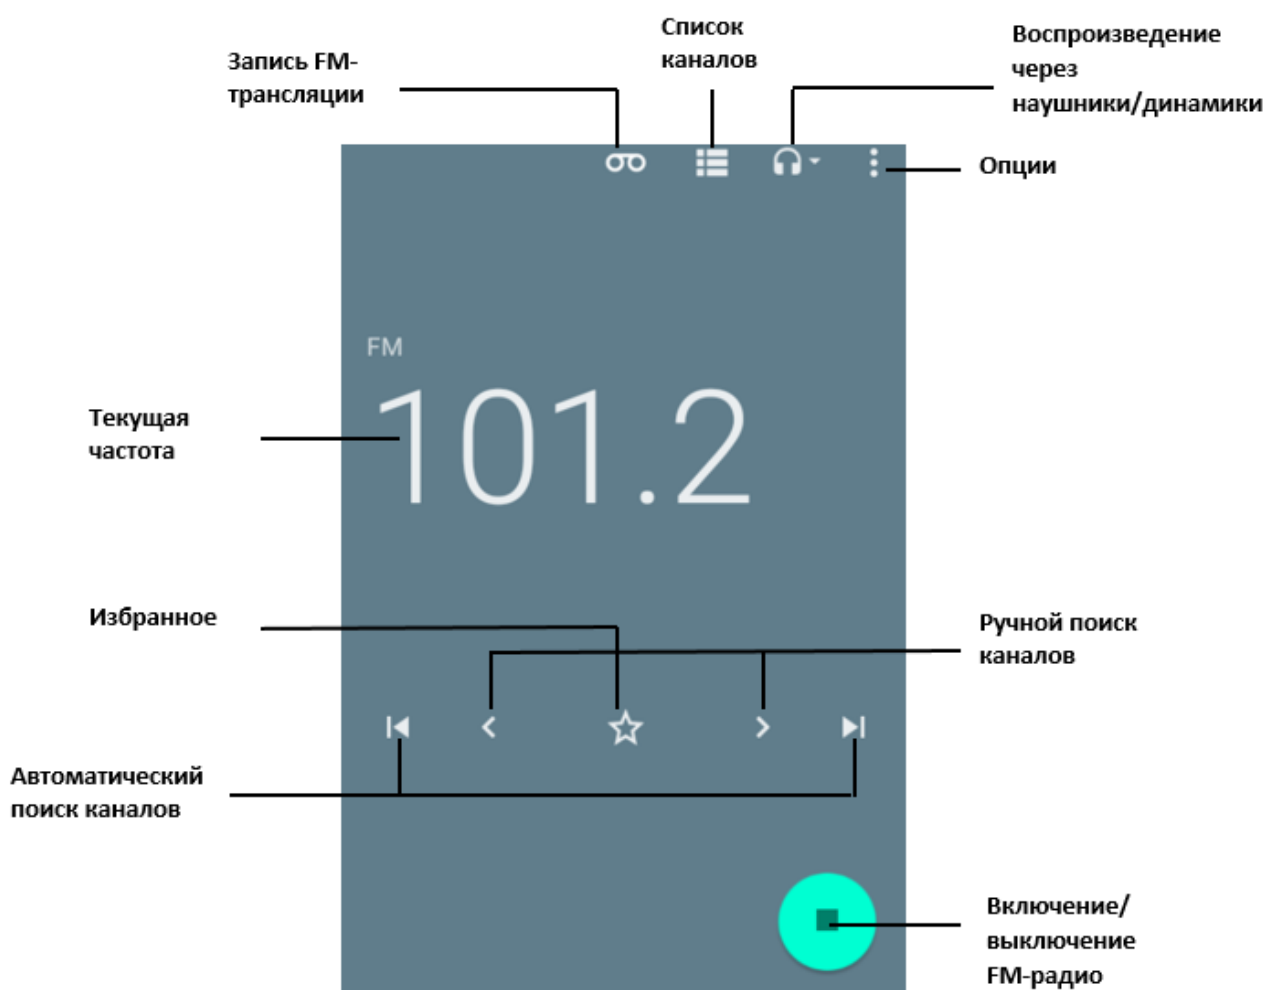 Список
каналов
Воспроизведение
через
наушники/динамики
Запись FM-
трансляции
Опции
FM
101.2
Текущая
частота
Избранное
Ручной поиск
каналов
Автоматический
поиск каналов
Включение/
выключение
FM-радио